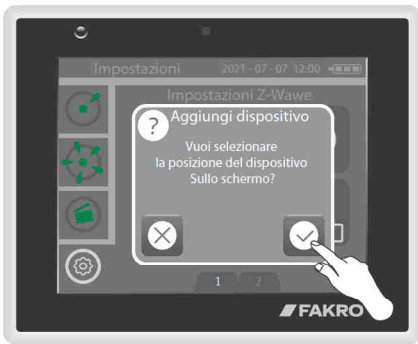 Impostazioni 2021-07-07 12:00
Impostazioni Z-Wawe
?
Aggiungi dispositivo
Vuoi selezionare
la posizione del dispositivo
Sullo schermo?
1 2
FAKRO